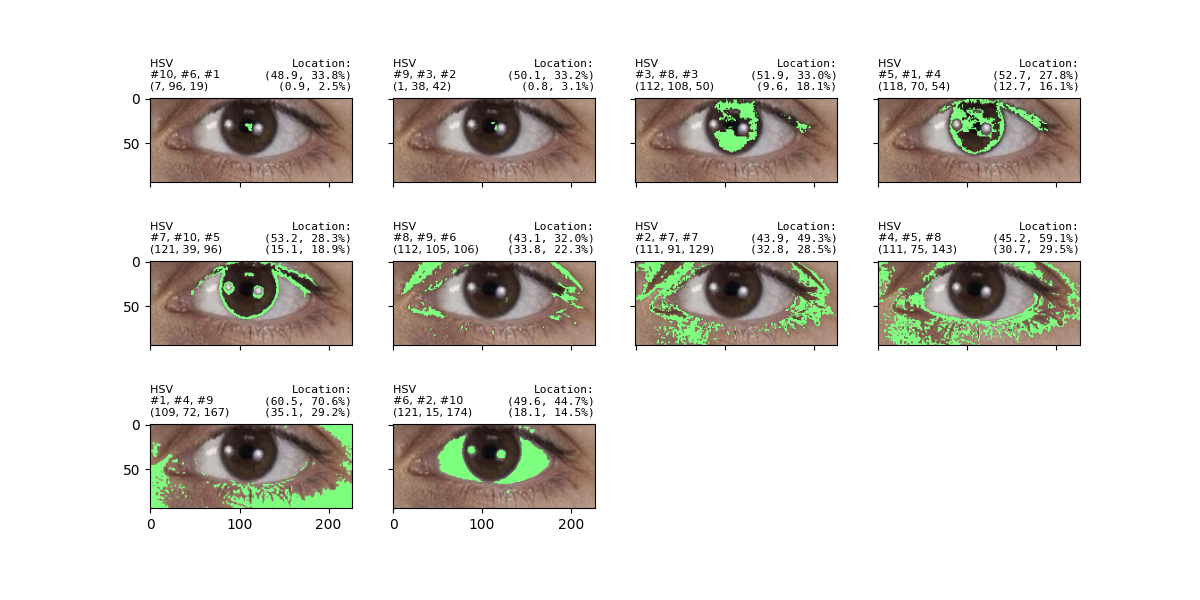 HSV Location:
#10, #6, #1 (48.9, 33.8%)
(7, 96, 19) (0.9, 2.5%)
HSV Location:
#9, #3, #2 (50.1, 33.2%)
(1, 38, 42) (0.8, 3.1%)
HSV Location:
#3, #8, #3 (51.9, 33.0%)
(112, 108, 50) (9.6, 18.1%)
HSV Location:
#5, #1, #4 (52.7, 27.8%)
(118, 70, 54) (12.7, 16.1%)
0
50
HSV Location:
#7, #10, #5 (53.2, 28.3%)
(121, 39, 96) (15.1, 18.9%)
HSV Location:
#8, #9, #6 (43.1, 32.0%)
(112, 105, 106) (33.8, 22.3%)
HSV Location:
#2, #7, #7 (43.9, 49.3%)
(111, 91, 129) (32.8, 28.5%)
HSV Location:
#4, #5, #8 (45.2, 59.1%)
(111, 75, 143) (30.7, 29.5%)
0
50
HSV Location:
#1, #4, #9 (60.5, 70.6%)
(109, 72, 167) (35.1, 29.2%)
HSV Location:
#6, #2, #10 (49.6, 44.7%)
(121, 15, 174) (18.1, 14.5%)
0
50
0 100 200
0 100 200